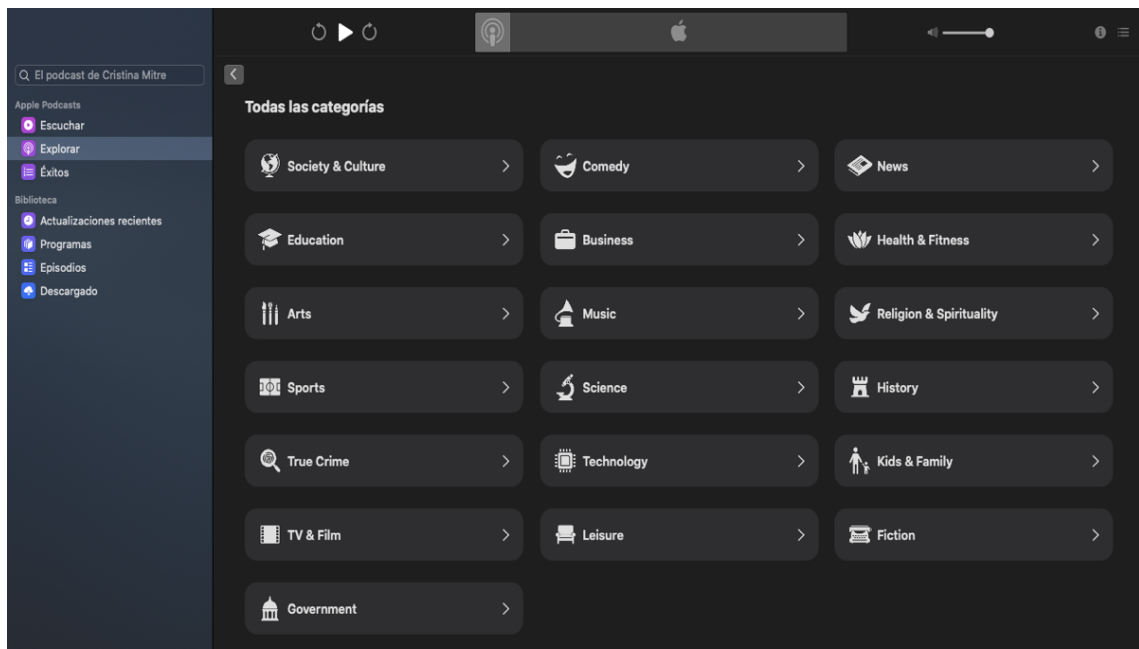 El podcast de Cristina Mitre
Apple Podcasts
Escuchar
Explorar
Éxitos
Biblioteca
Actualizaciones recientes
Programas
Episodios
Descargado
Todas las categorías
Society & Culture
Comedy
News
Education
Business
Health & Fitness
Arts
Music
Religion & Spirituality
Sports
Science
History
True Crime
Technology
Kids & Family
TV & Film
Leisure
Fiction
Government